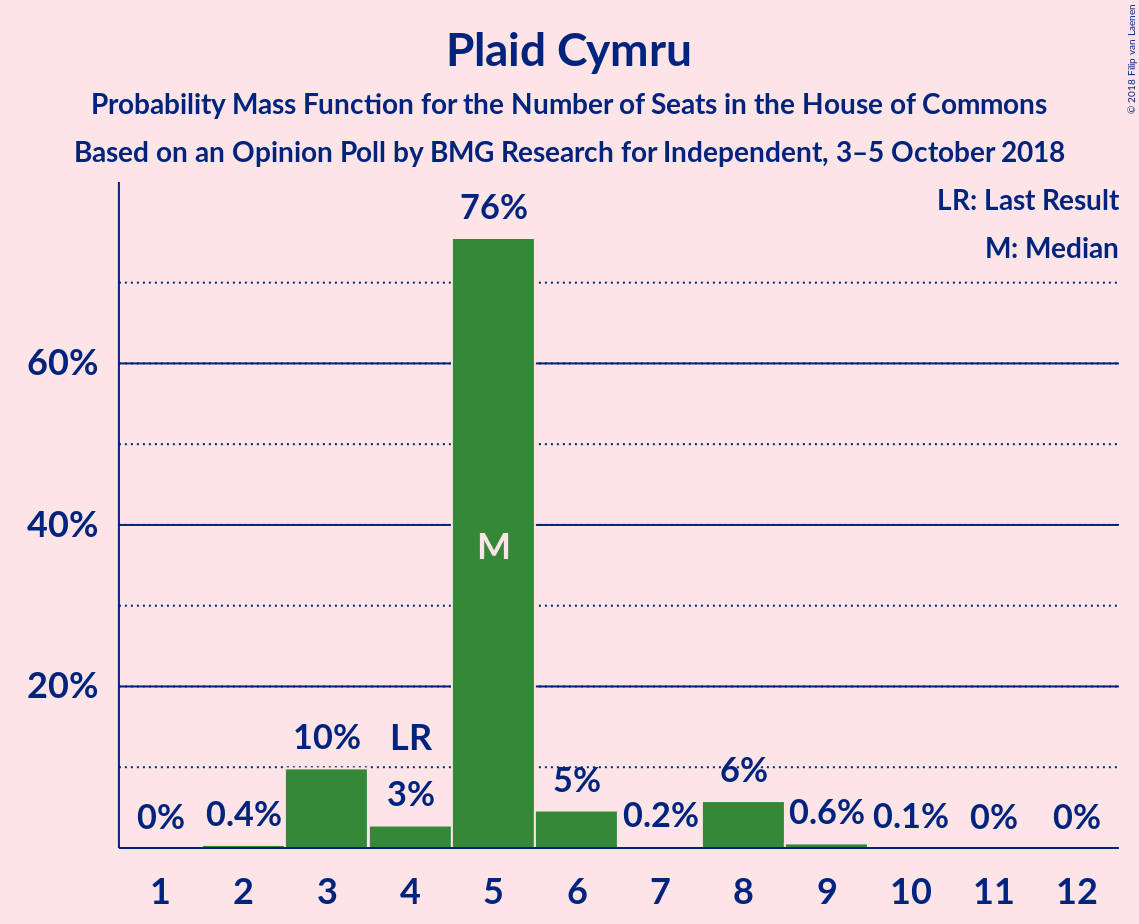 Plaid Cymru
Probability Mass Function for the Number of Seats in the House of Commons
Based on an Opinion Poll by BMG Research for Independent, 3–5 October 2018
© 2018 Filip van Laenen
LR: Last Result
M: Median
60%
40%
20%
0%
0.4%
10%
LR
3%
76%
M
5%
0.2%
6%
0.6%
0.1%
0%
0%
1 2 3 4 5 6 7 8 9 10 11 12